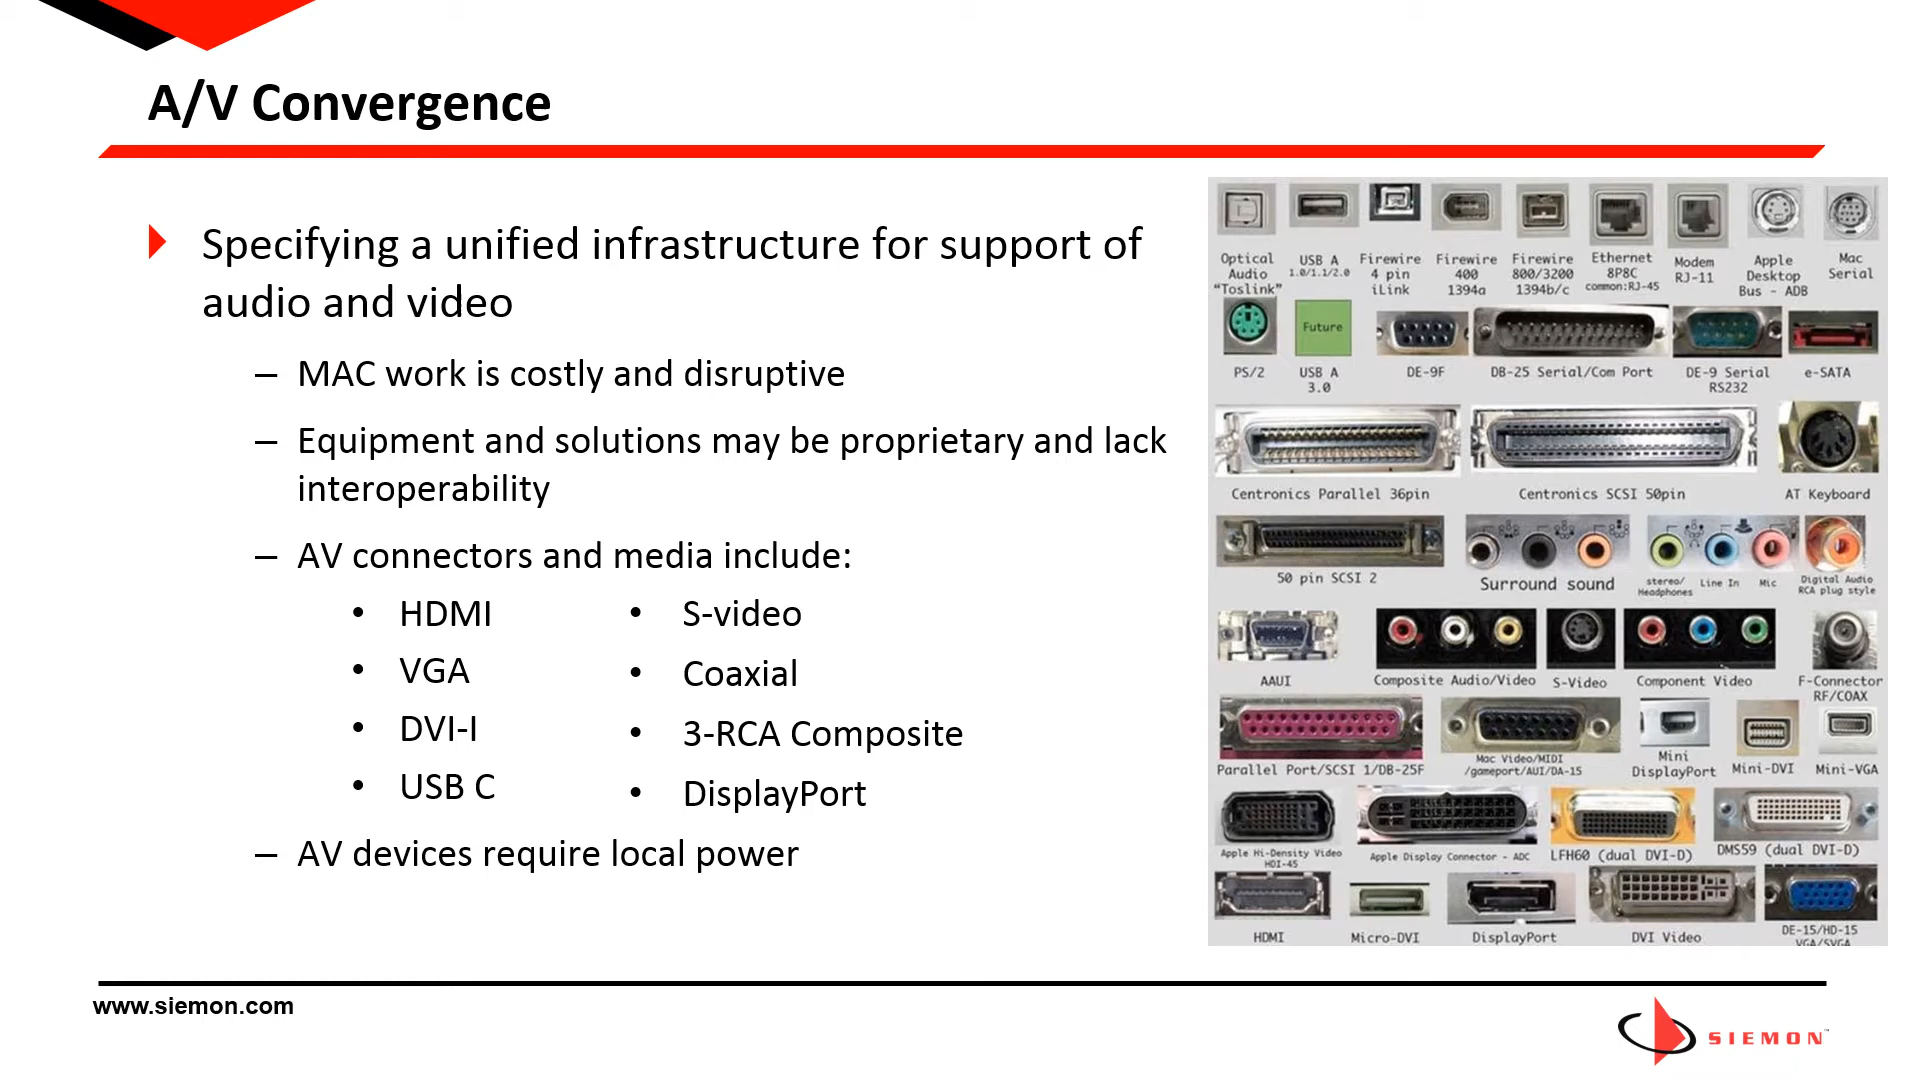 A/V Convergence
Specifying a unified infrastructure for support of
audio and video
– MAC work is costly and disruptive
– Equipment and solutions may be proprietary and lack
interoperability
– AV connectors and media include:
• HDMI
• VGA
• DVI-I
• USB C
• S-video
• Coaxial
• 3-RCA Composite
• DisplayPort
– AV devices require local power
Optical
Audio
"Toslink"
USB A
1.0/1.1/2.0
Firewire
4 pin
iLink
Firewire
400
1394a
Firewire
800/3200
1394b/c
Ethernet
8P8C
common:RJ-45
Modem
RJ-11
Apple
Desktop
Bus - ADB
Mac
Serial
PS/2
Future
USB A
3.0
DE-9F
DB-25 Serial/Com Port
DE-9 Serial
RS232
e-SATA
Centronics Parallel 36pin
Centronics SCSI 50pin
AT Keyboard
50 pin SCSI 2
Surround sound
stereo/
Headphones
Line In
Mic
Digital Audio
RCA plug style
AAUI
Composite Audio/Video
S-Video
Component Video
F-Connector
RF/COAX
Parallel Port/SCSI 1/DB-25F
Mac Video/MIDI
/gameport/AUI/DA-15
Mini
DisplayPort
Mini-DVI
Mini-VGA
Apple Hi-Density Video
HDI-45
Apple Display Connector - ADC
LFH60 (dual DVI-D)
DMS59 (dual DVI-D)
HDMI
Micro-DVI
DisplayPort
DVI Video
DE-15/HD-15
VGA/SVGA
www.siemon.com
SIEMON™